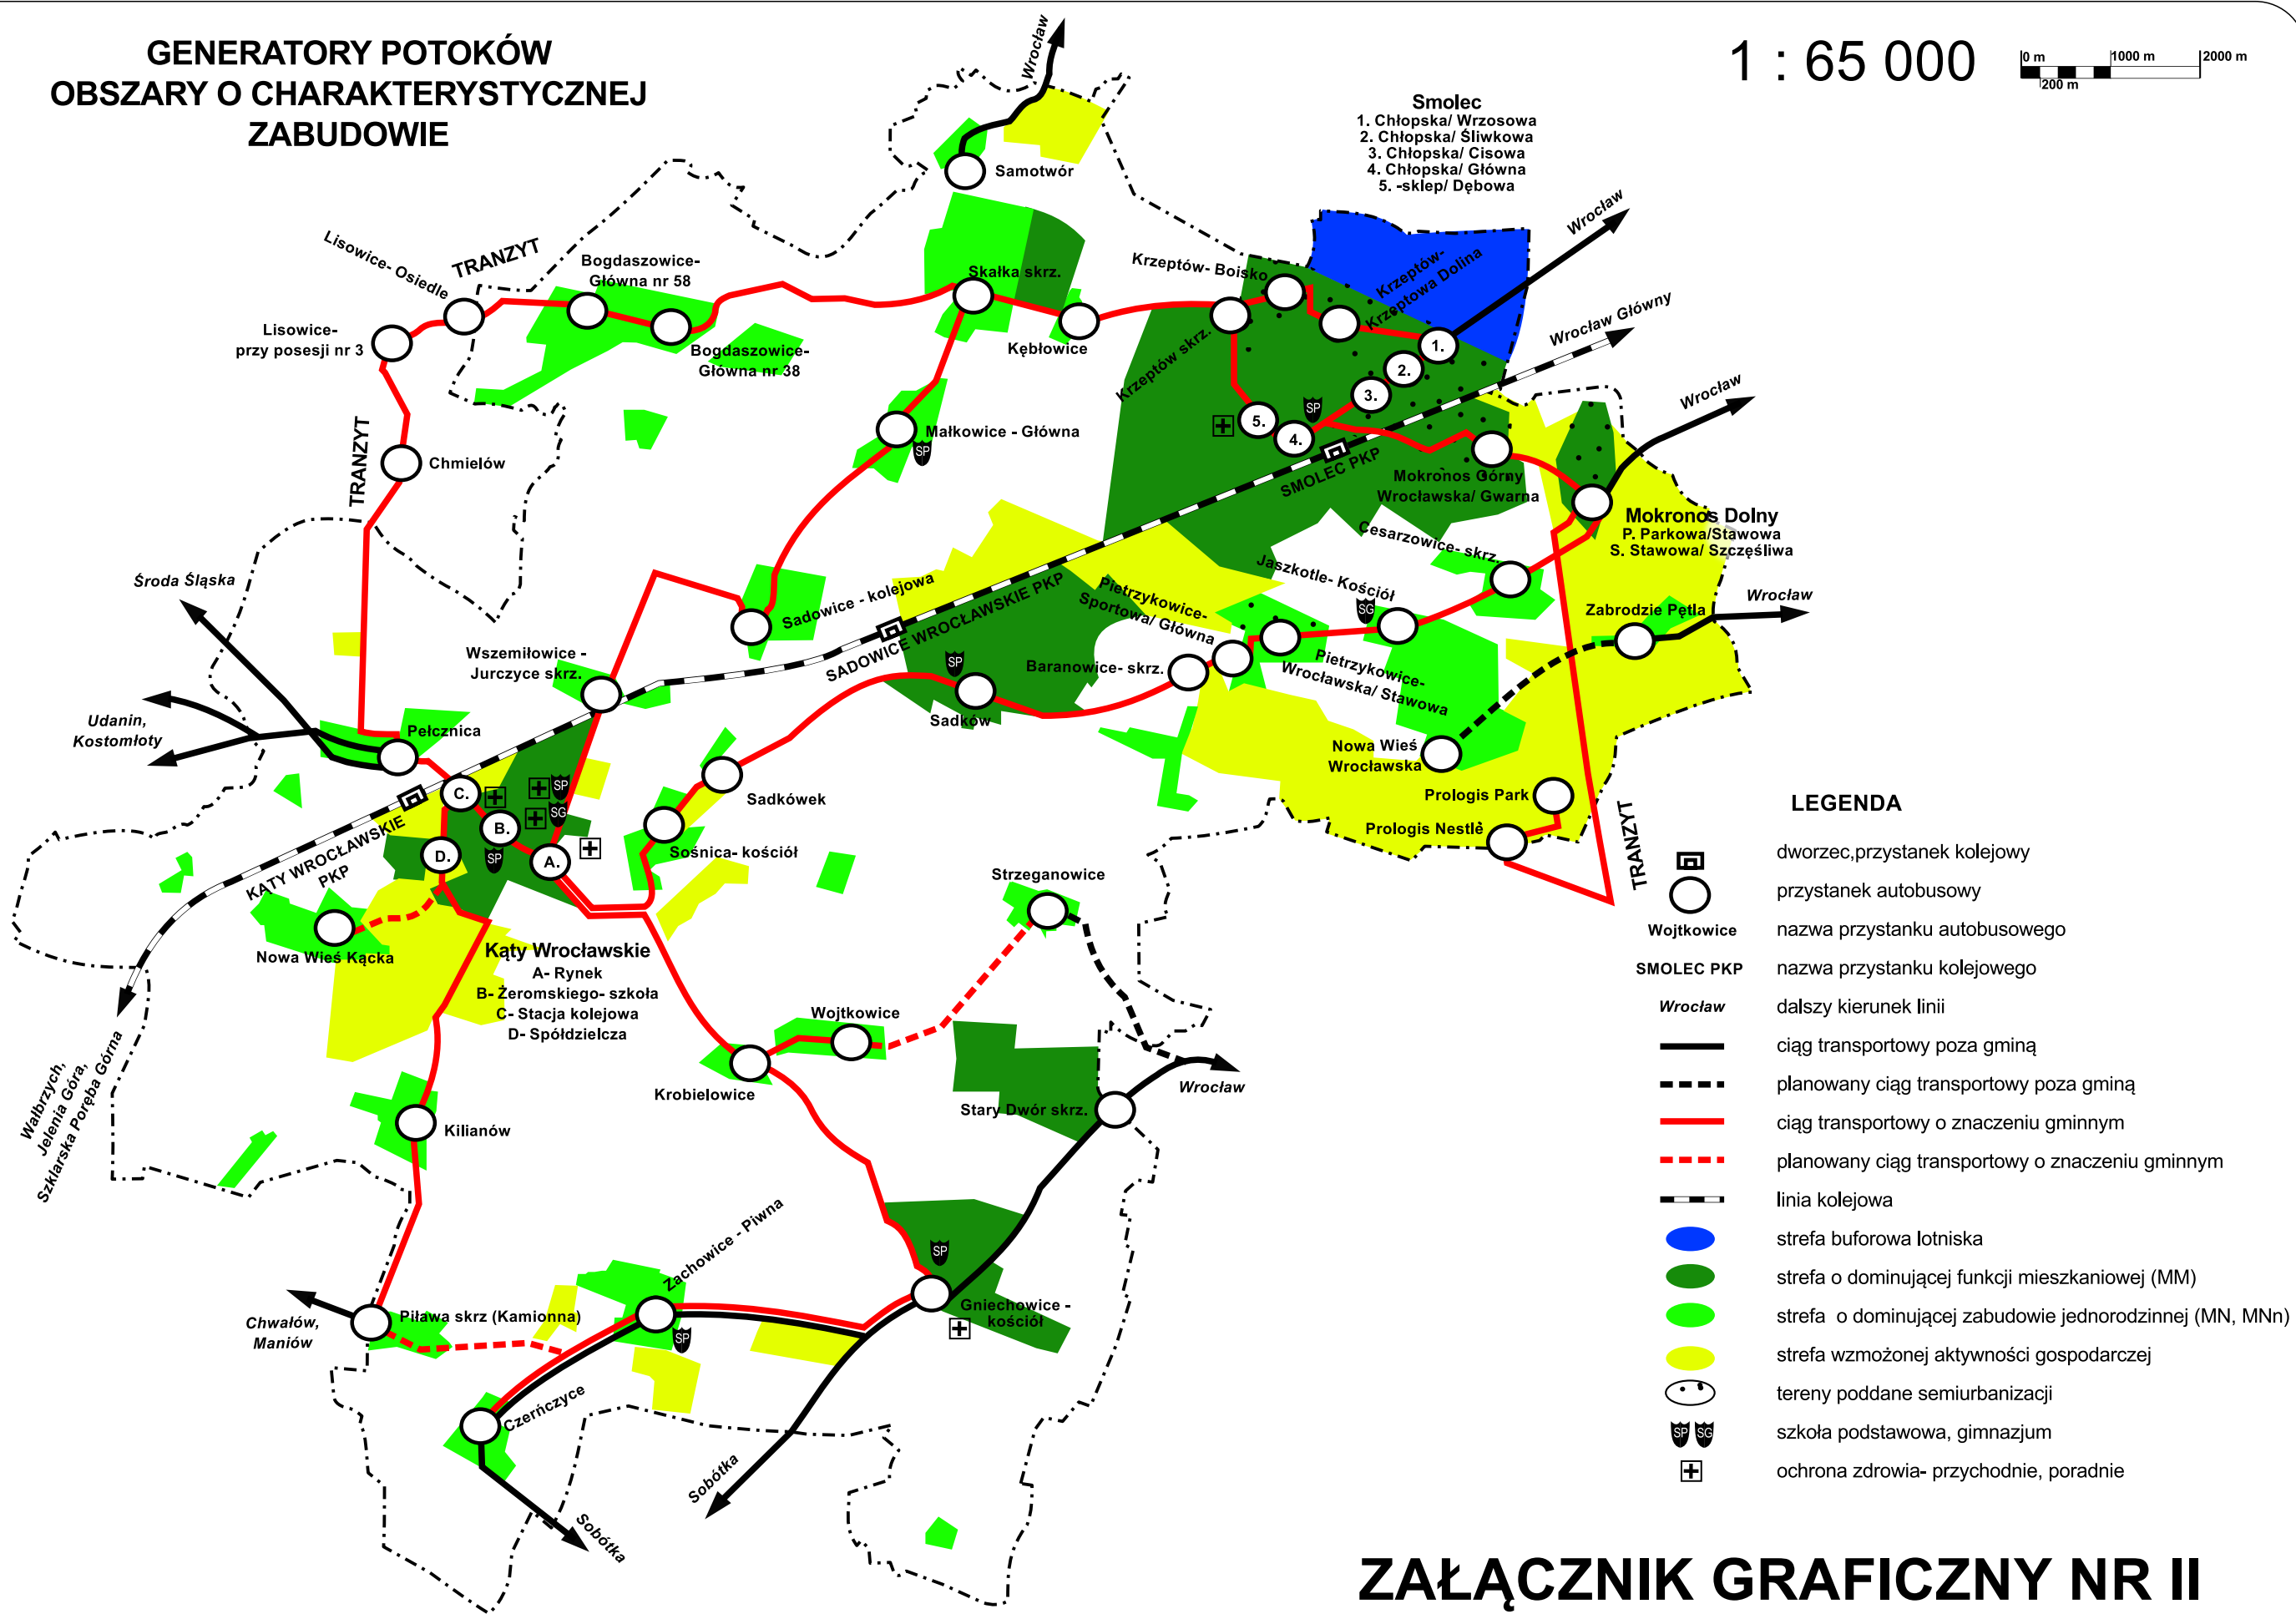 GENERATORY POTOKÓW
OBSZARY O CHARAKTERYSTYCZNEJ
ZABUDOWIE
1 : 65 000
0 m
1000 m
2000 m
200 m
Wrocław
Samotwór
Smolec
1. Chłopska/ Wrzosowa
2. Chłopska/ Śliwkowa
3. Chłopska/ Cisowa
4. Chłopska/ Główna
5. -sklep/ Dębowa
Wrocław
Lisowice- Osiedle
TRANZYT
Bogdaszowice-
Główna nr 58
Skałka skrz.
Krzeptów- Boisko
Krzeptów-
Krzeptowa Dolina
Wrocław Główny
Lisowice-
przy posesji nr 3
Bogdaszowice-
Główna nr 38
Kębłowice
Krzeptów skrz.
1.
2.
3.
4.
5.
SP
Wrocław
Małkowice - Główna
SP
TRANZYT
Chmielów
SMOLEC PKP
Mokronos Górny
Wrocławska/ Gwarna
Mokronos Dolny
P. Parkowa/Stawowa
S. Stawowa/ Szczęśliwa
Cesarzowice- skrz.
Jaszkotle- Kościół
SG
Środa Śląska
Sadowice - kolejowa
SADOWICE WROCŁAWSKIE PKP
Pietrzykowice-
Sportowa/ Główna
Zabrodzie Pętla
Wrocław
Wszemiłowice -
Jurczyce skrz.
SP
Baranowice- skrz.
Pietrzykowice-
Wrocławska/ Stawowa
Sadków
Udanin,
Kostomłoty
Pełcznica
Nowa Wieś
Wrocławska
Sadkówek
C.
B.
D.
A.
SP
SG
SP
Prologis Park
Prologis Nestlè
TRANZYT
KĄTY WROCŁAWSKIE
PKP
Sośnica- kościół
Strzeganowice
Nowa Wieś Kącka
Kąty Wrocławskie
A- Rynek
B- Żeromskiego- szkoła
C- Stacja kolejowa
D- Spółdzielcza
Wojtkowice
Wałbrzych,
Jelenia Góra,
Szklarska Poręba Górna
Krobielowice
Wrocław
Stary Dwór skrz.
Kilianów
Zachowice - Piwna
SP
SP
Gniechowice -
kościół
Chwałów,
Maniów
Piława skrz (Kamionna)
Czerńczyce
Sobótka
Sobótka
LEGENDA
dworzec,przystanek kolejowy
przystanek autobusowy
Wojtkowice nazwa przystanku autobusowego
SMOLEC PKP nazwa przystanku kolejowego
Wrocław dalszy kierunek linii
ciąg transportowy poza gminą
planowany ciąg transportowy poza gminą
ciąg transportowy o znaczeniu gminnym
planowany ciąg transportowy o znaczeniu gminnym
linia kolejowa
strefa buforowa lotniska
strefa o dominującej funkcji mieszkaniowej (MM)
strefa o dominującej zabudowie jednorodzinnej (MN, MNn)
strefa wzmożonej aktywności gospodarczej
tereny poddane semiurbanizacji
SP SG szkoła podstawowa, gimnazjum
ochrona zdrowia- przychodnie, poradnie
ZAŁĄCZNIK GRAFICZNY NR II